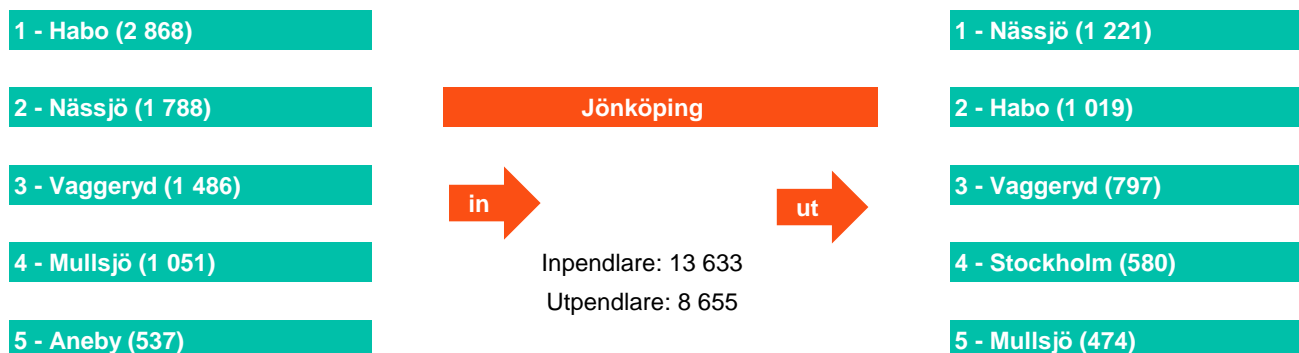 1 - Habo (2 868)
2 - Nässjö (1 788)
3 - Vaggeryd (1 486)
4 - Mullsjö (1 051)
5 - Aneby (537)
Jönköping
in
ut
Inpendlare: 13 633
Utpendlare: 8 655
1 - Nässjö (1 221)
2 - Habo (1 019)
3 - Vaggeryd (797)
4 - Stockholm (580)
5 - Mullsjö (474)